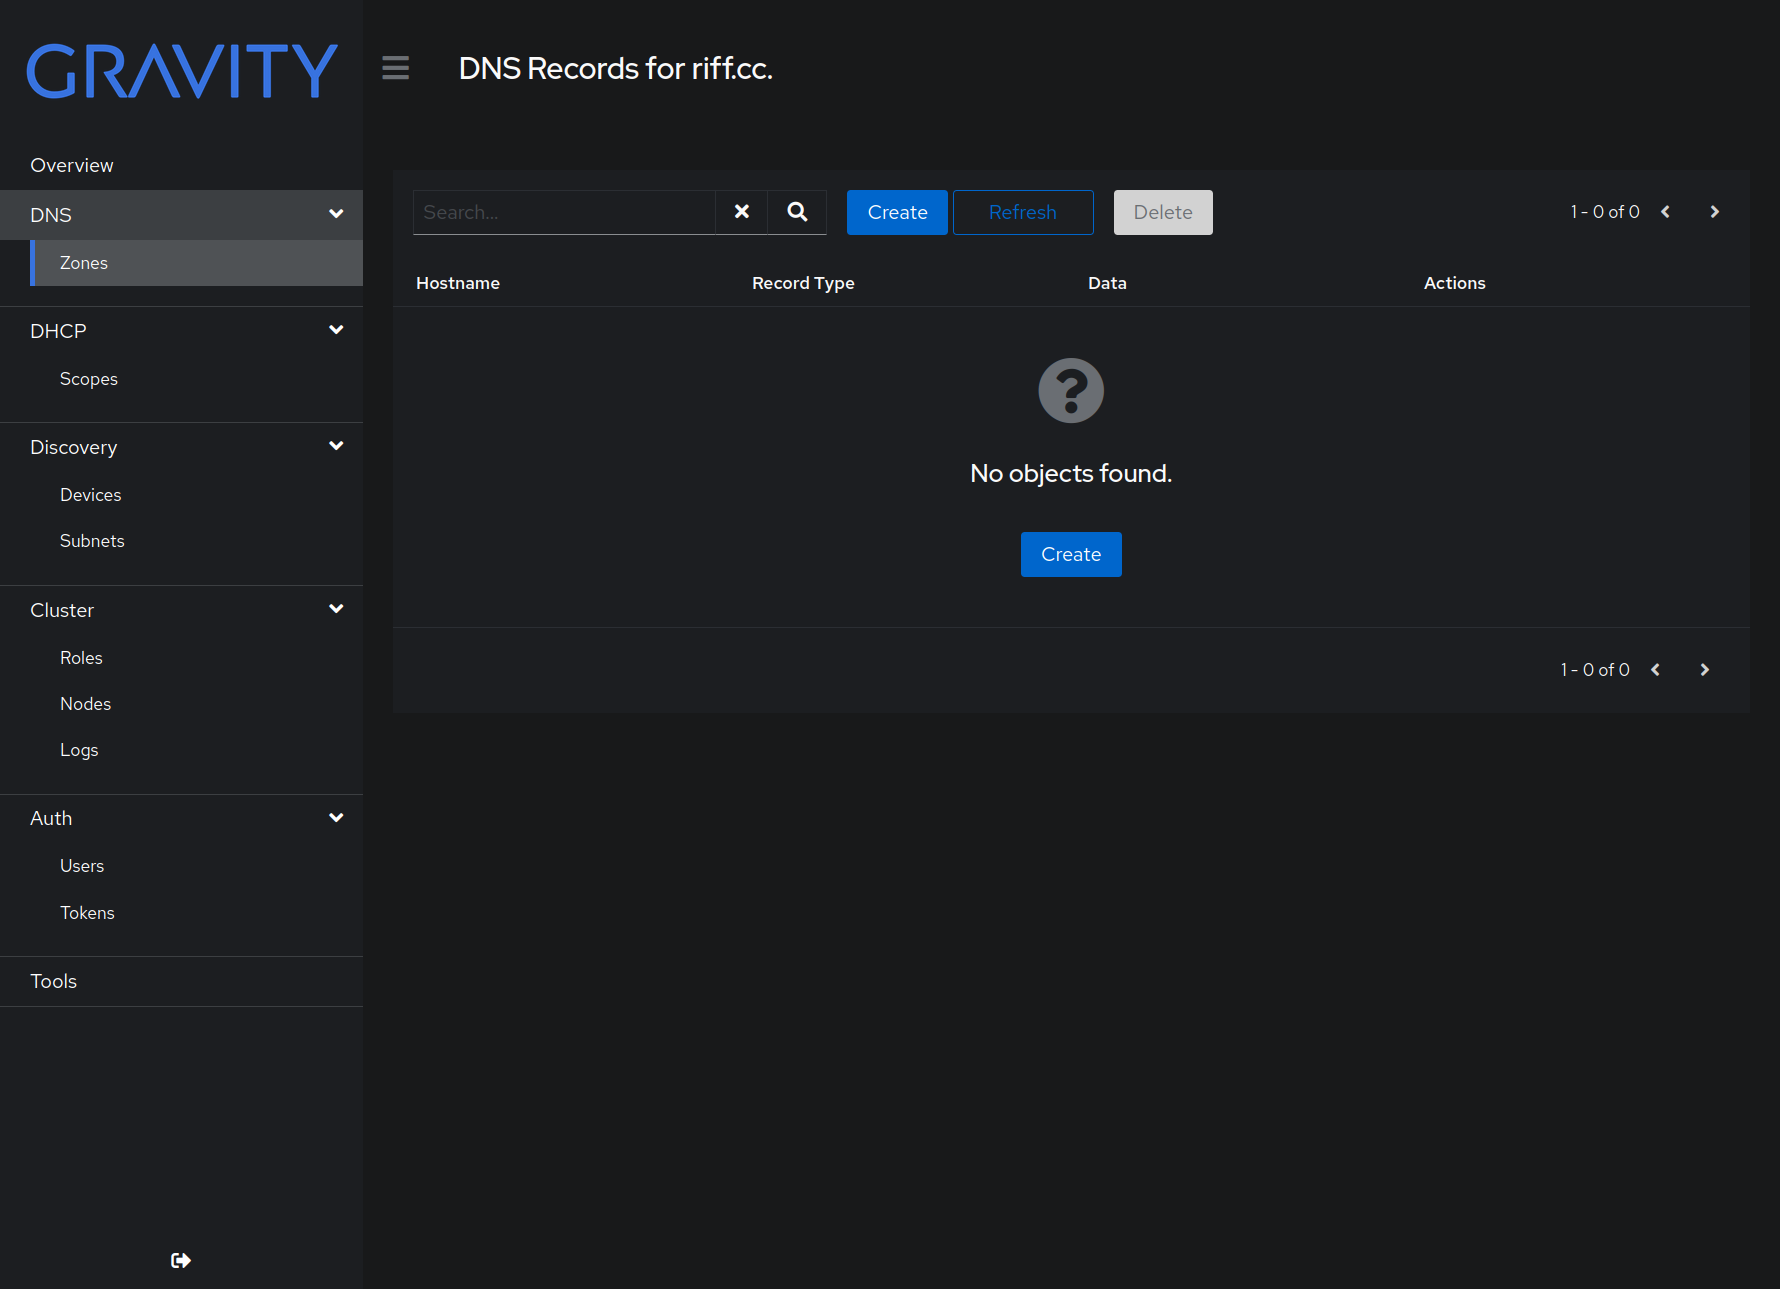 GRAVITY
Overview
DNS
Zones
DHCP
Scopes
Discovery
Devices
Subnets
Cluster
Roles
Nodes
Logs
Auth
Users
Tokens
Tools
DNS Records for riff.cc.
Search...
Create
Refresh
Delete
1 - 0 of 0
Hostname
Record Type
Data
Actions
No objects found.
Create
1 - 0 of 0